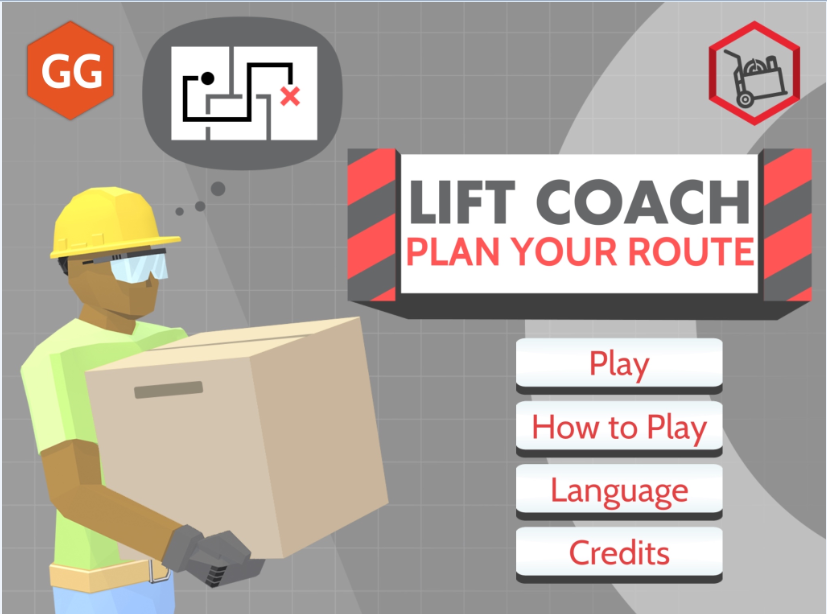 GG
LIFT COACH
PLAN YOUR ROUTE
Play
How to Play
Language
Credits